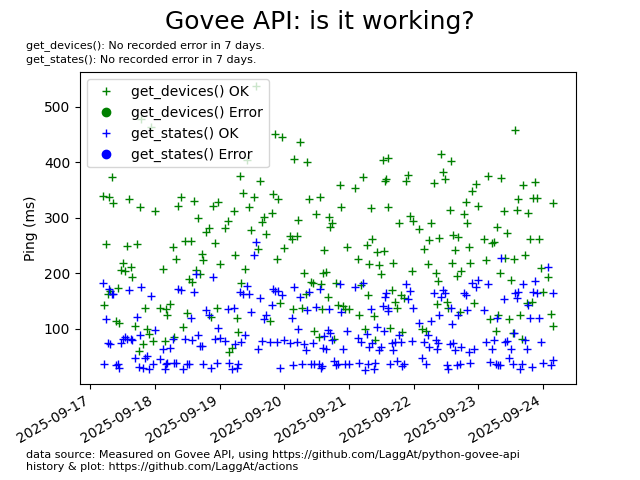 Govee API: is it working?
get_devices(): No recorded error in 7 days.
get_states(): No recorded error in 7 days.
get_devices() OK
get_devices() Error
get_states() OK
get_states() Error
Ping (ms)
500
400
300
200
100
2025-09-17
2025-09-18
2025-09-19
2025-09-20
2025-09-21
2025-09-22
2025-09-23
2025-09-24
data source: Measured on Govee API, using https://github.com/LaggAt/python-govee-api
history & plot: https://github.com/LaggAt/actions